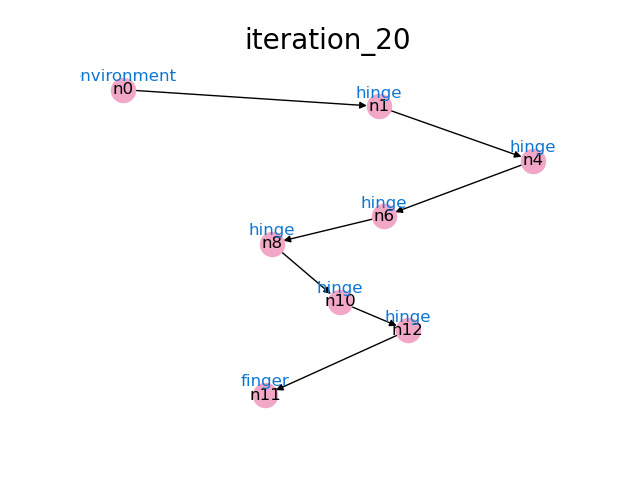 iteration_20
nvironment
n0
hinge
n1
hinge
n4
hinge
n6
hinge
n8
hinge
n10
hinge
n12
finger
n11